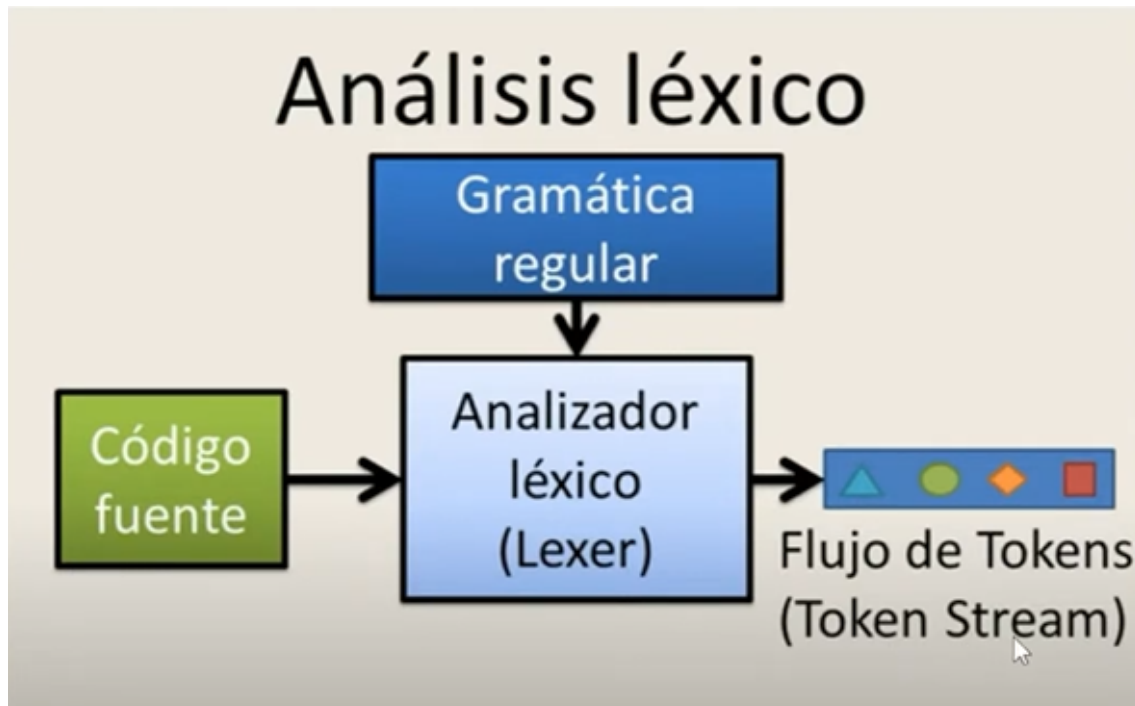 Análisis léxico
Gramática
regular
Código
fuente
Analizador
léxico
(Lexer)
Flujo de Tokens
(Token Stream)